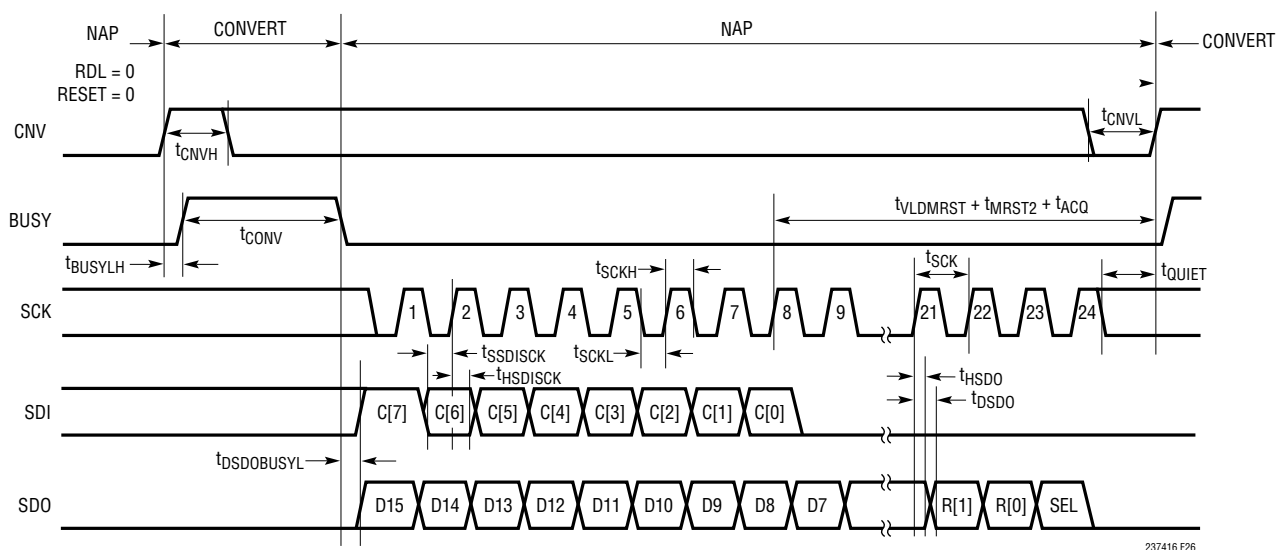 NAP
CONVERT
NAP
CONVERT
RDL = 0
RESET = 0
CNV
tCNVH
tCNVL
BUSY
tCONV
tVLDMRST + tMRST2 + tACQ
tBUSYLH
tSCKH
tSCK
tQUIET
SCK
1 2 3 4 5 6 7 8 9 21 22 23 24
tSSDISCK
tSCKL
tHSDISCK
tHSDO
tDSDO
SDI
C[7] C[6] C[5] C[4] C[3] C[2] C[1] C[0]
tDSDOBUSYL
SDO
D15 D14 D13 D12 D11 D10 D9 D8 D7 R[1] R[0] SEL
237416 F26